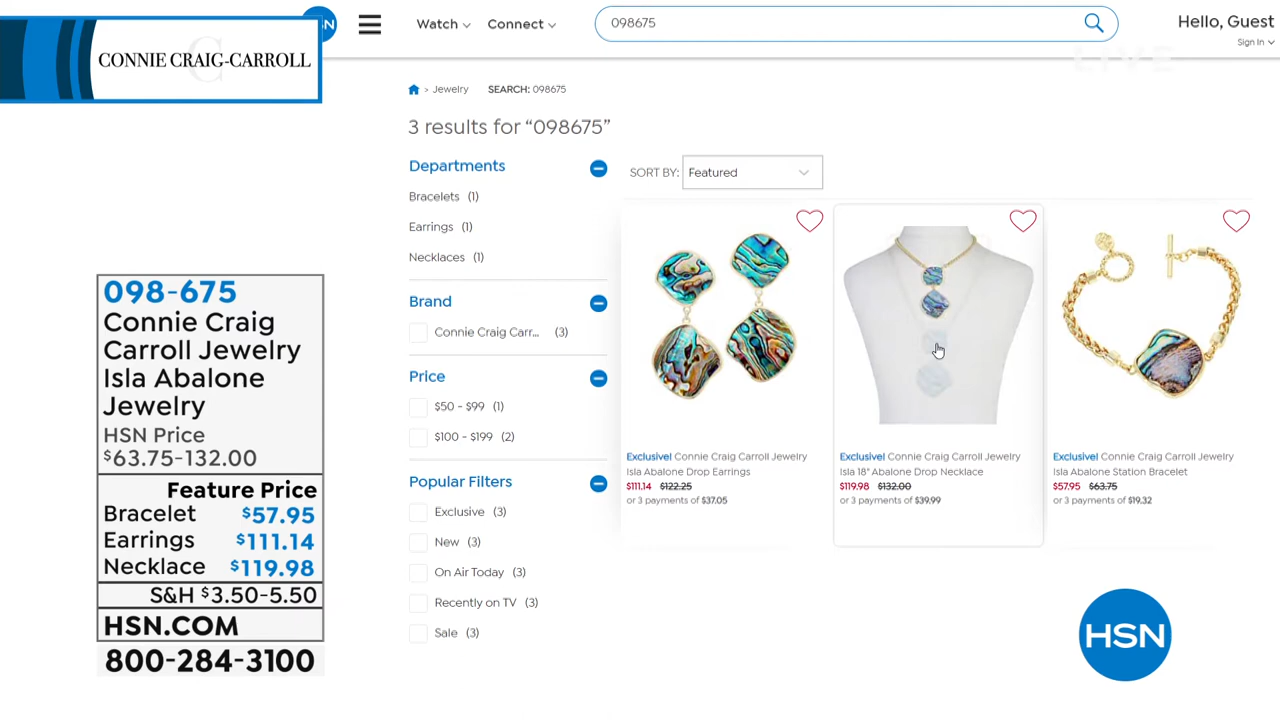 CONNIE CRAIG-CARROLL
Watch
Connect
098675
Hello, Guest
Sign In
LIVE
> Jewelry SEARCH: 098675
3 results for “098675”
Departments
Bracelets (1)
Earrings (1)
Necklaces (1)
Brand
Connie Craig Carr... (3)
Price
$50 - $99 (1)
$100 - $199 (2)
Popular Filters
Exclusive (3)
New (3)
On Air Today (3)
Recently on TV (3)
Sale (3)
SORT BY: Featured
Exclusive! Connie Craig Carroll Jewelry
Isla Abalone Drop Earrings
$111.14 $122.25
or 3 payments of $37.05
Exclusive! Connie Craig Carroll Jewelry
Isla 18" Abalone Drop Necklace
$119.98 $132.00
or 3 payments of $39.99
Exclusive! Connie Craig Carroll Jewelry
Isla Abalone Station Bracelet
$57.95 $63.75
or 3 payments of $19.32
098-675
Connie Craig
Carroll Jewelry
Isla Abalone
Jewelry
HSN Price
$63.75-132.00
Feature Price
Bracelet $57.95
Earrings $111.14
Necklace $119.98
S&H $3.50-5.50
HSN.COM
800-284-3100
HSN